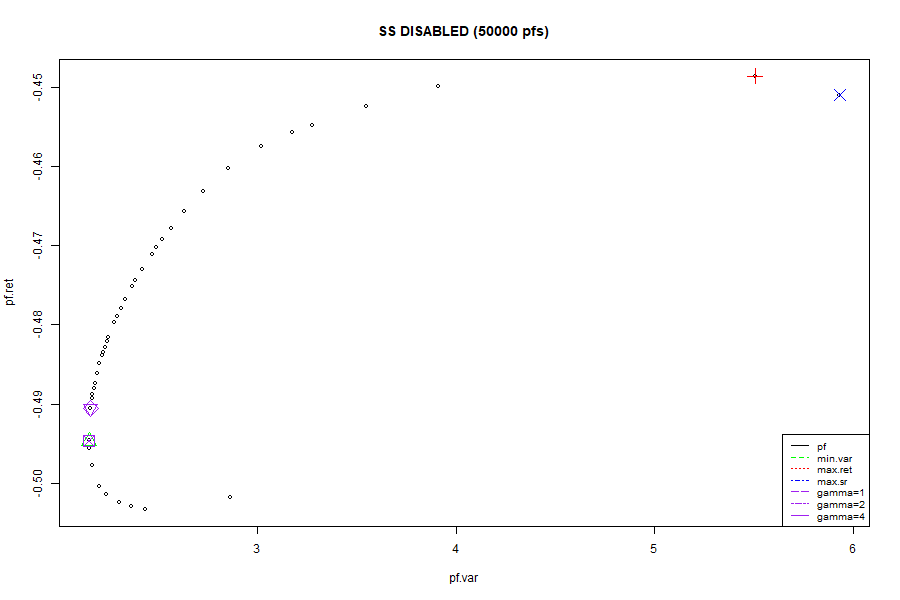 SS DISABLED (50000 pfs)
pf.ret
-0.45
-0.46
-0.47
-0.48
-0.49
-0.50
3
4
5
6
pf.var
pf
min.var
max.ret
max.sr
gamma=1
gamma=2
gamma=4